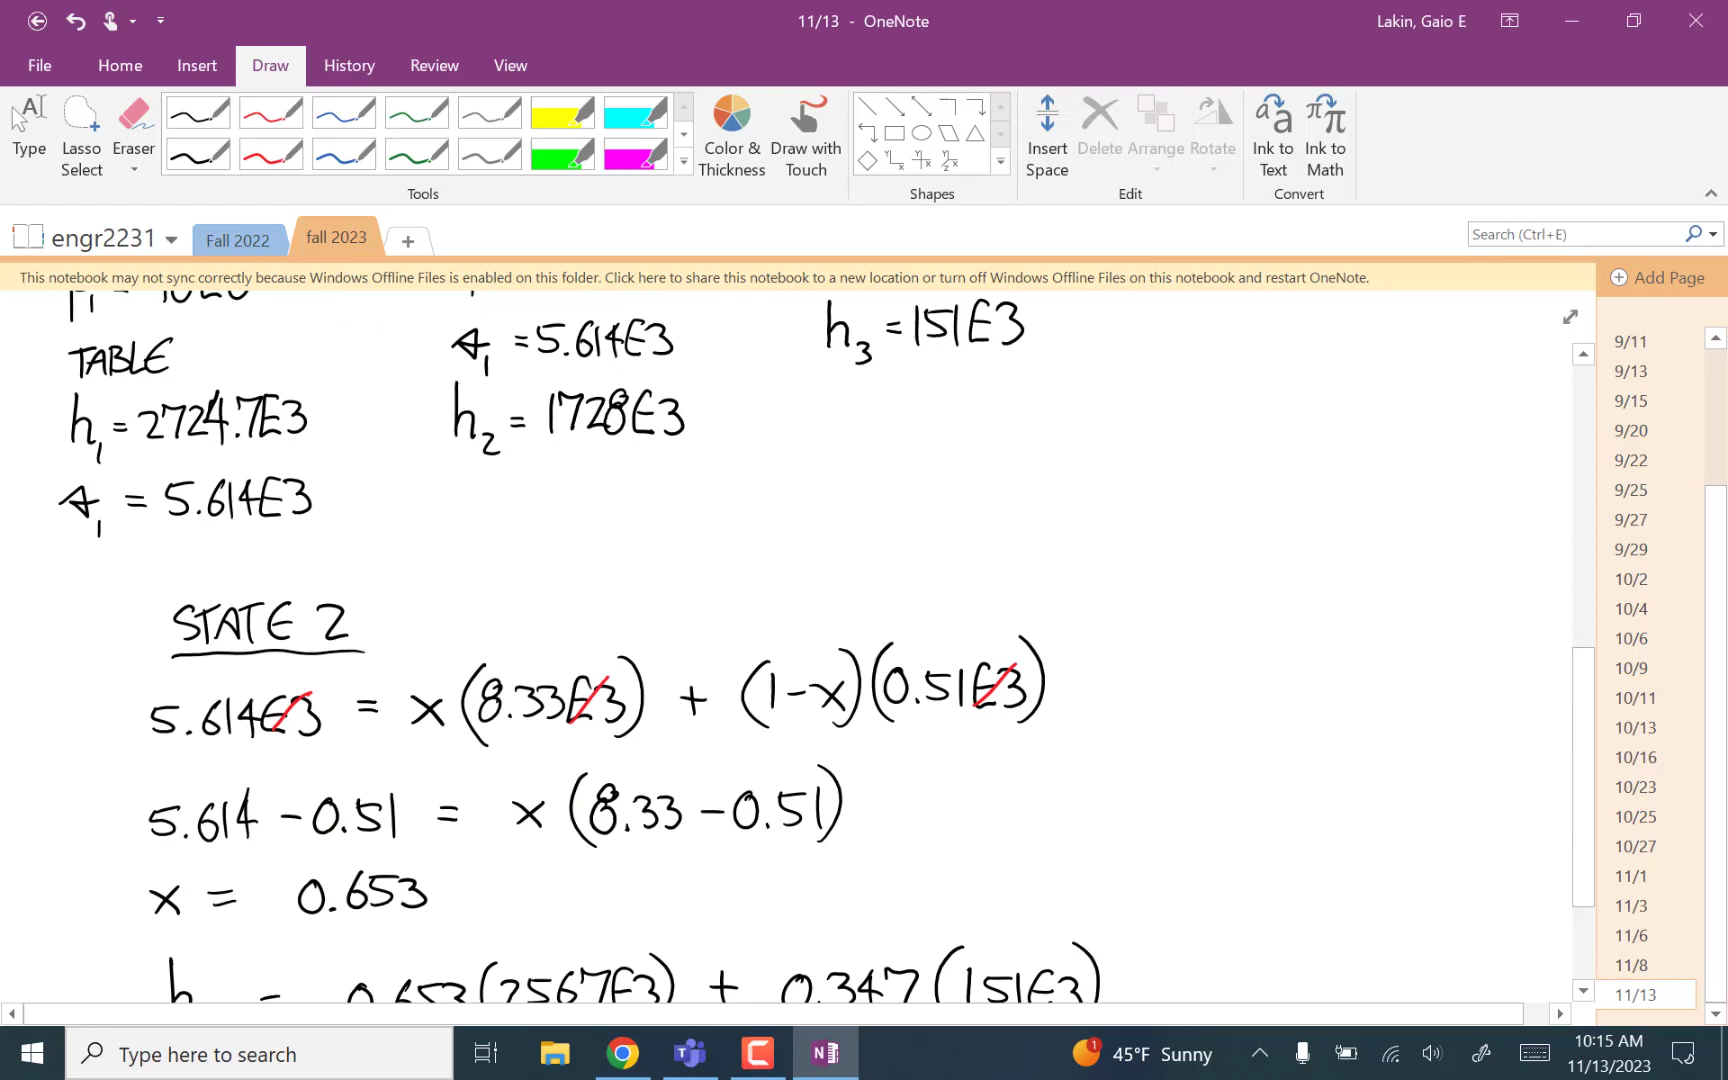 11/13 - OneNote
Lakin, Gaio E
File Home Insert Draw History Review View
Type
Lasso Select
Eraser
Color & Thickness
Draw with Touch
Insert Space
Delete
Arrange
Rotate
Ink to Text
Ink to Math
Tools
Shapes
Edit
Convert
engr2231
Fall 2022
fall 2023
Search (Ctrl+E)
This notebook may not sync correctly because Windows Offline Files is enabled on this folder. Click here to share this notebook to a new location or turn off Windows Offline Files on this notebook and restart OneNote.
Add Page
TABLE
h₁ = 2724.7E3
s₁ = 5.614E3
s₁ = 5.614E3
h₂ = 1728E3
h₃ = 151E3
STATE 2
5.614E3 = x(8.33E3) + (1-x)(0.51E3)
5.614 - 0.51 = x(8.33 - 0.51)
x = 0.653
h = 0.653(2567E3) + 0.347(151E3)
9/11
9/13
9/15
9/20
9/22
9/25
9/27
9/29
10/2
10/4
10/6
10/9
10/11
10/13
10/16
10/23
10/25
10/27
11/1
11/3
11/6
11/8
11/13
Type here to search
45°F Sunny
10:15 AM
11/13/2023